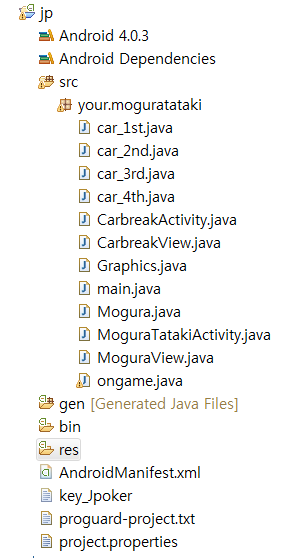 jp
Android 4.0.3
Android Dependencies
src
your.moguratataki
car_1st.java
car_2nd.java
car_3rd.java
car_4th.java
CarbreakActivity.java
CarbreakView.java
Graphics.java
main.java
Mogura.java
MoguraTatakiActivity.java
MoguraView.java
ongame.java
gen [Generated Java Files]
bin
res
AndroidManifest.xml
key_Jpoker
proguard-project.txt
project.properties